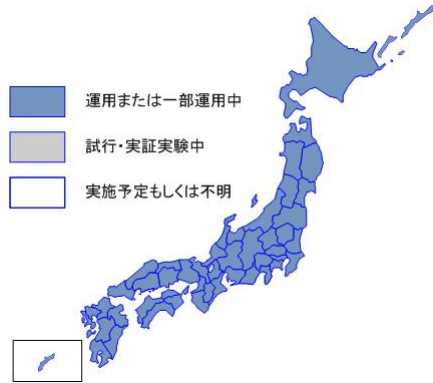 運用または一部運用中
試行・実証実験中
実施予定もしくは不明